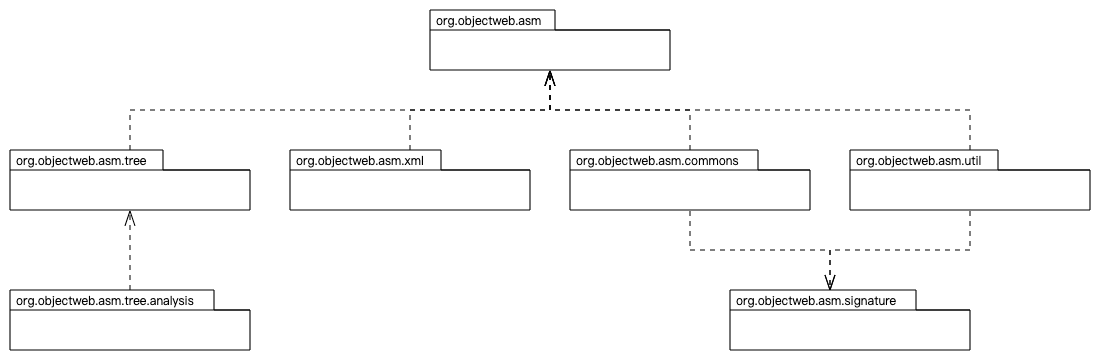 org.objectweb.asm
org.objectweb.asm.tree
org.objectweb.asm.xml
org.objectweb.asm.commons
org.objectweb.asm.util
org.objectweb.asm.tree.analysis
org.objectweb.asm.signature